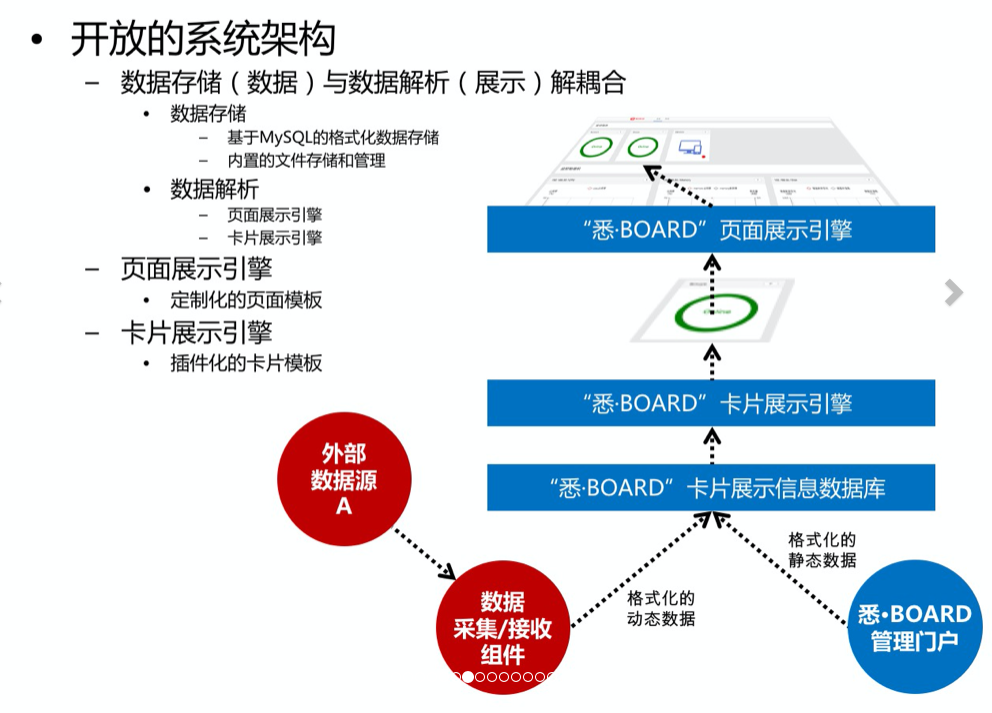 • 开放的系统架构
– 数据存储（数据）与数据解析（展示）解耦合
• 数据存储
– 基于MySQL的格式化数据存储
– 内置的文件存储和管理
• 数据解析
– 页面展示引擎
– 卡片展示引擎
– 页面展示引擎
• 定制化的页面模板
– 卡片展示引擎
• 插件化的卡片模板
“悉·BOARD”页面展示引擎
“悉·BOARD”卡片展示引擎
“悉·BOARD”卡片展示信息数据库
外部
数据源
A
数据
采集/接收
组件
格式化的
动态数据
格式化的
静态数据
悉•BOARD
管理门户